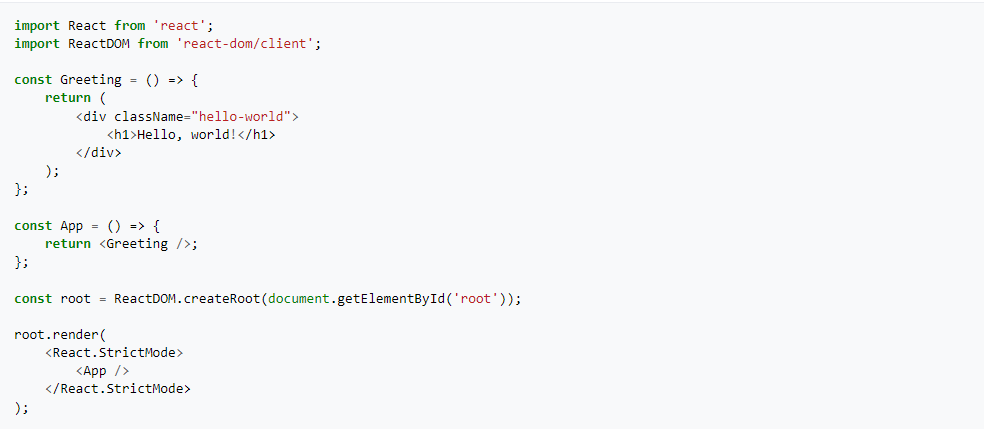 import React from 'react';
import ReactDOM from 'react-dom/client';

const Greeting = () => {
    return (
        <div className="hello-world">
            <h1>Hello, world!</h1>
        </div>
    );
};

const App = () => {
    return <Greeting />;
};

const root = ReactDOM.createRoot(document.getElementById('root'));

root.render(
    <React.StrictMode>
        <App />
    </React.StrictMode>
);